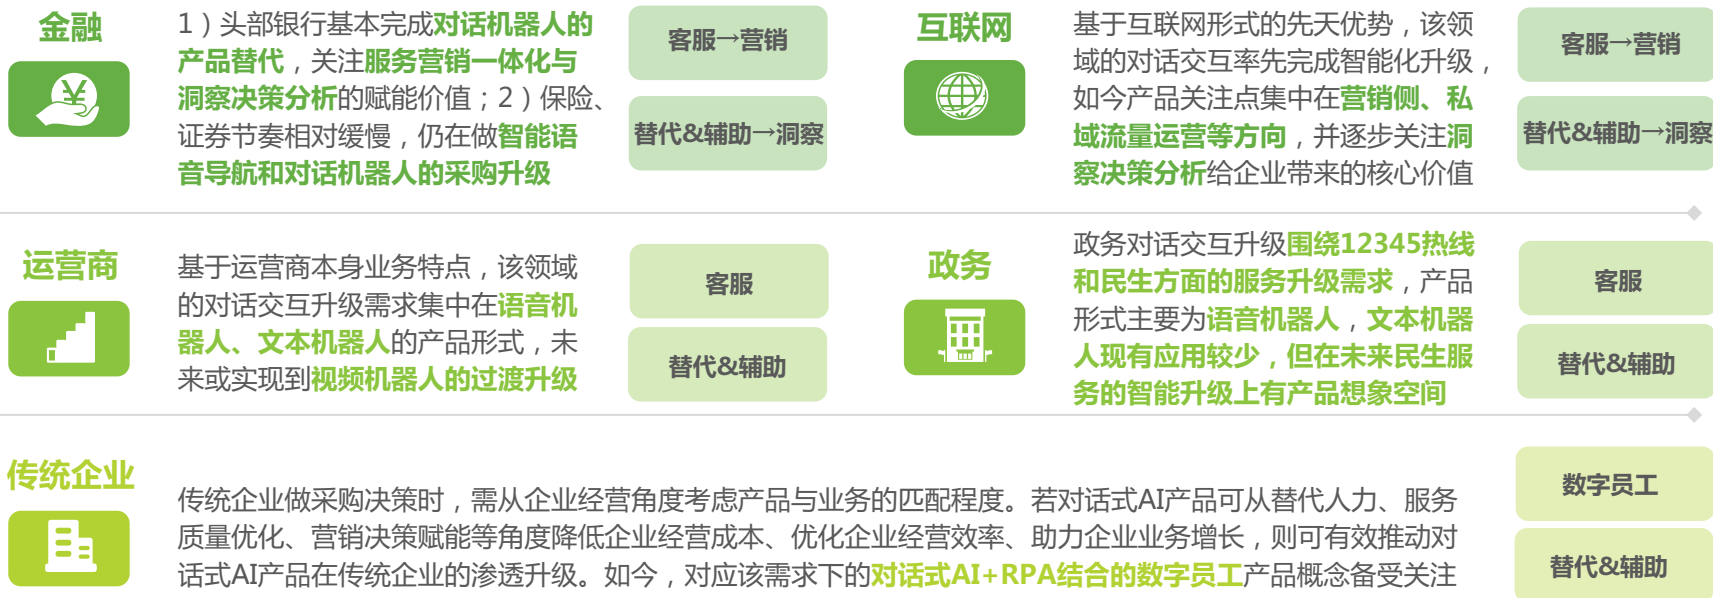 金融
1）头部银行基本完成对话机器人的
产品替代，关注服务营销一体化与
洞察决策分析的赋能价值；2）保险、
证券节奏相对缓慢，仍在做智能语
音导航和对话机器人的采购升级
客服→营销
替代&辅助→洞察
互联网
基于互联网形式的先天优势，该领
域的对话交互率先完成智能化升级，
如今产品关注点集中在营销侧、私
域流量运营等方向，并逐步关注洞
察决策分析给企业带来的核心价值
客服→营销
替代&辅助→洞察
运营商
基于运营商本身业务特点，该领域
的对话交互升级需求集中在语音机
器人、文本机器人的产品形式，未
来或实现到视频机器人的过渡升级
客服
替代&辅助
政务
政务对话交互升级围绕12345热线
和民生方面的服务升级需求，产品
形式主要为语音机器人，文本机器
人现有应用较少，但在未来民生服
务的智能升级上有产品想象空间
客服
替代&辅助
传统企业
传统企业做采购决策时，需从企业经营角度考虑产品与业务的匹配程度。若对话式AI产品可从替代人力、服务
质量优化、营销决策赋能等角度降低企业经营成本、优化企业经营效率、助力企业业务增长，则可有效推动对
话式AI产品在传统企业的渗透升级。如今，对应该需求下的对话式AI+RPA结合的数字员工产品概念备受关注
数字员工
替代&辅助